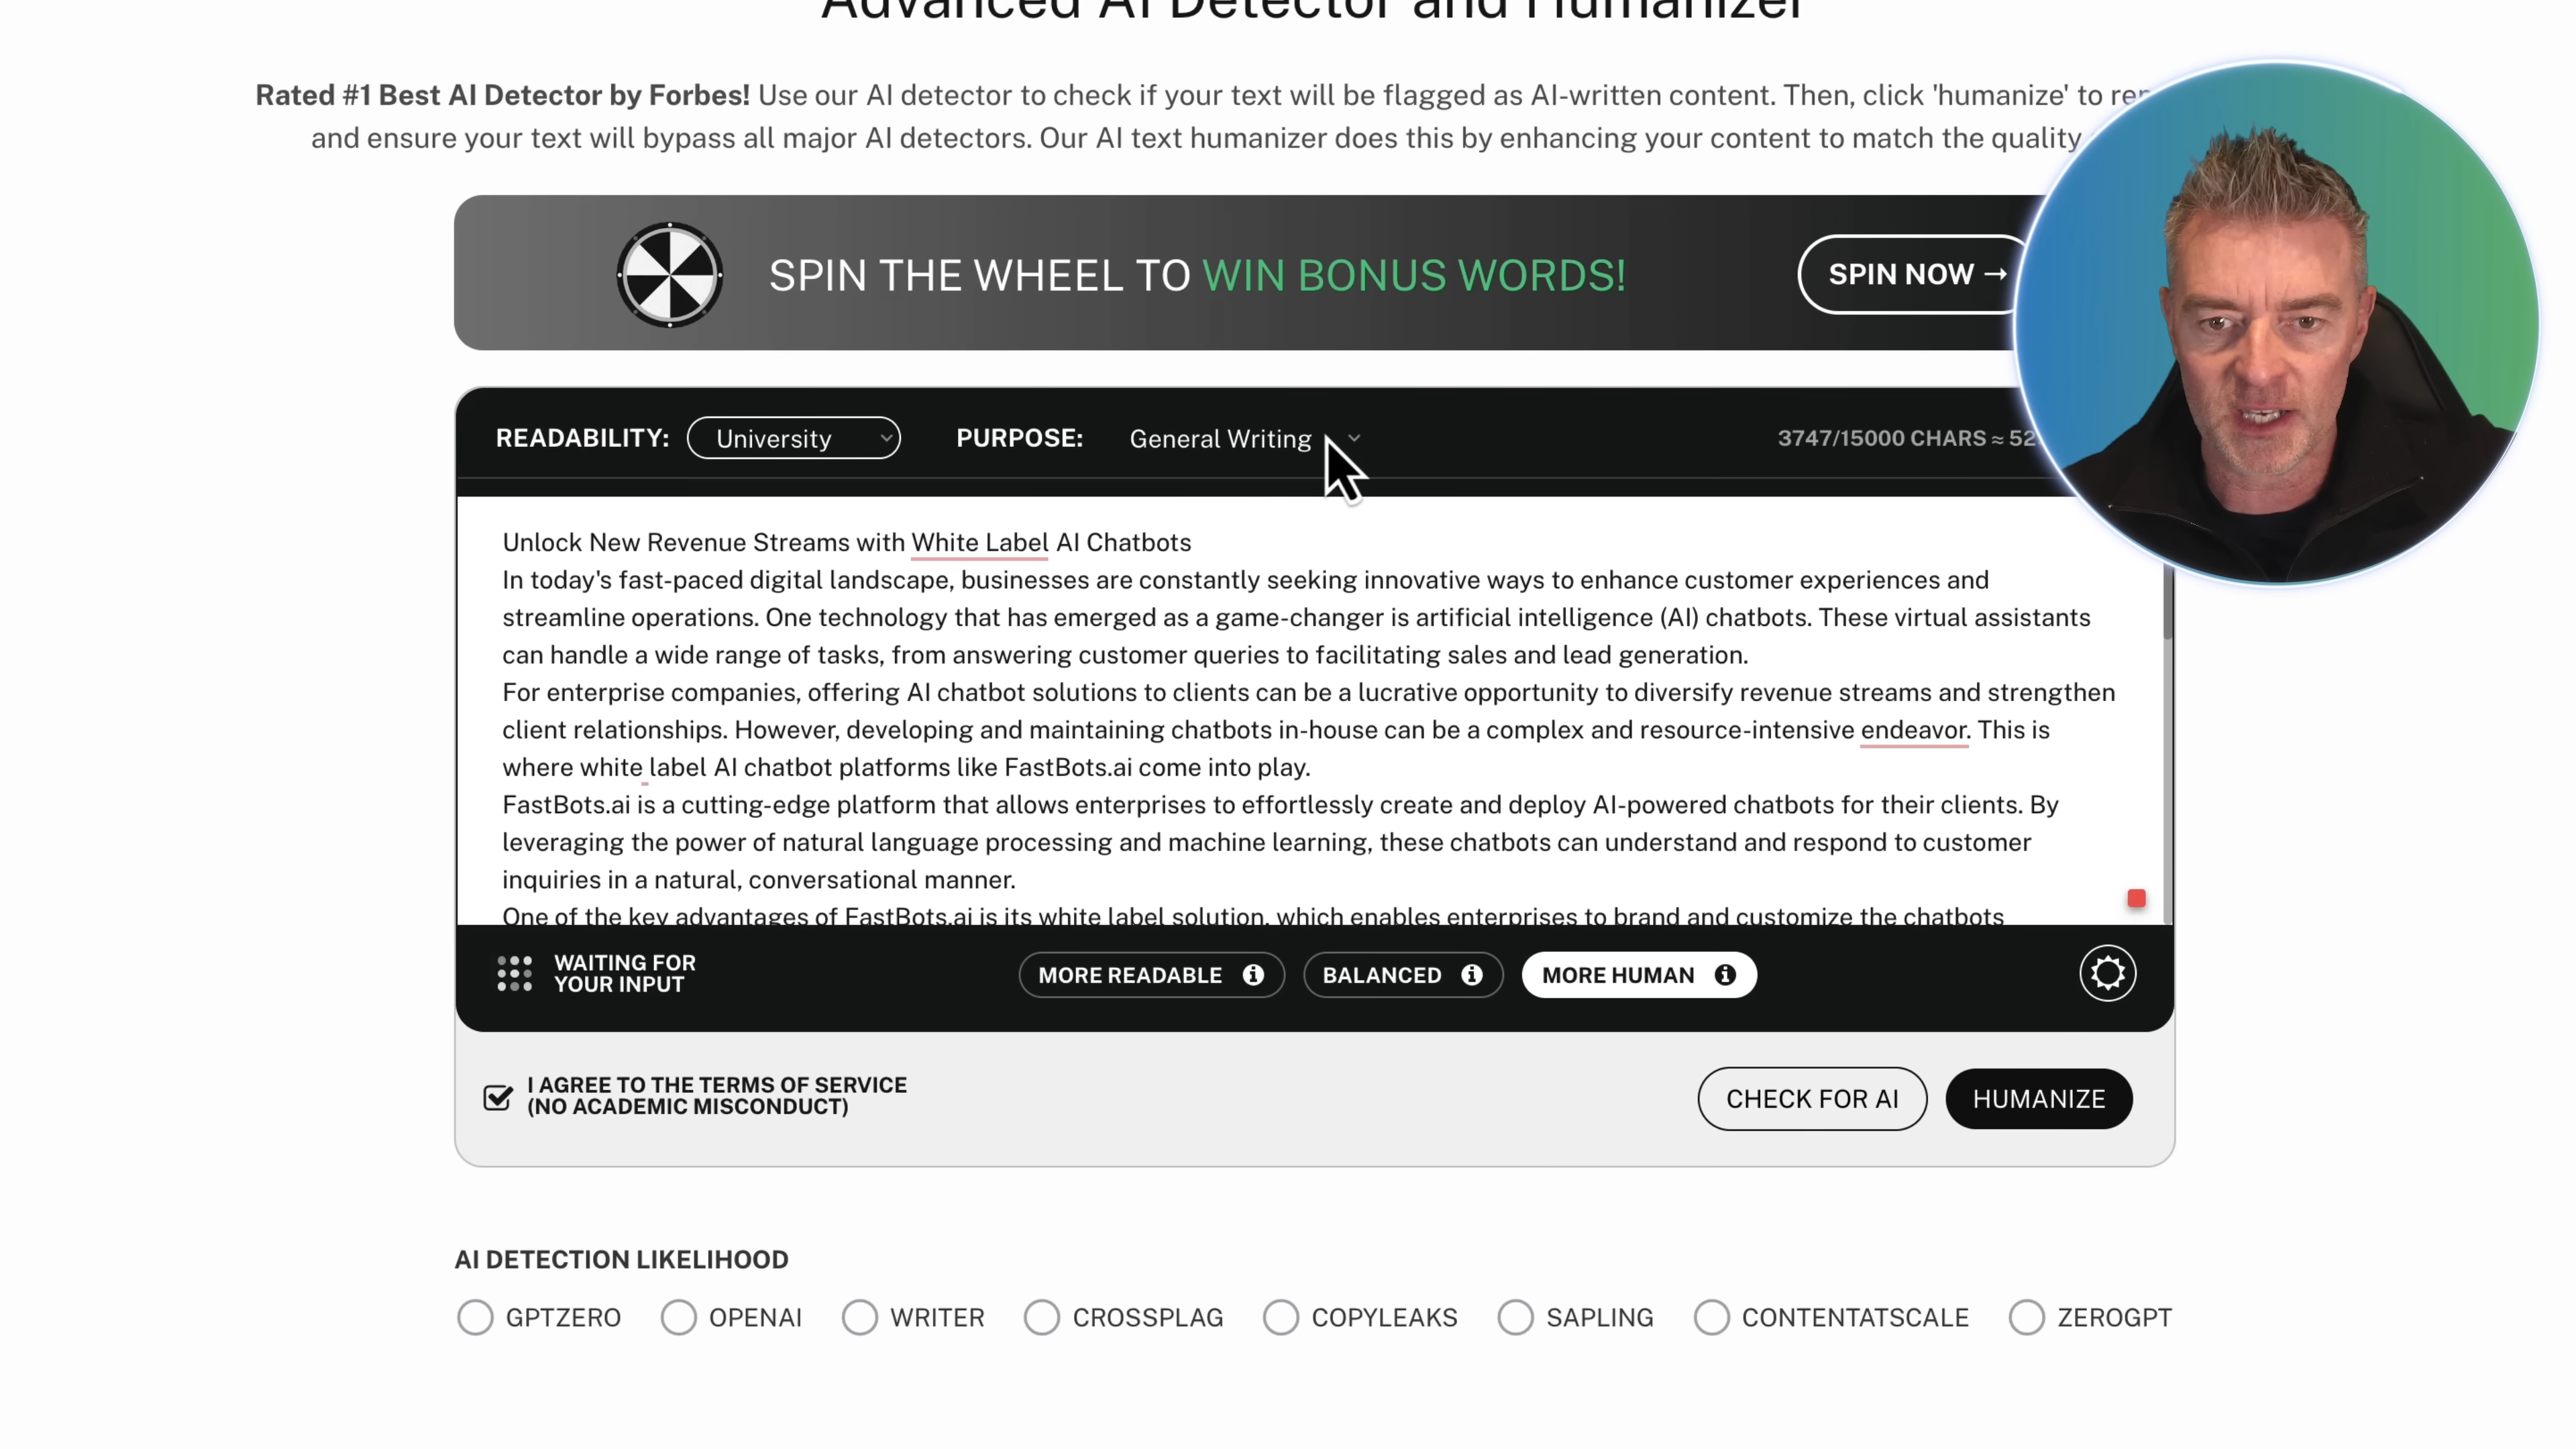 Advanced AI Detector and Humanizer
Rated #1 Best AI Detector by Forbes! Use our AI detector to check if your text will be flagged as AI-written content. Then, click 'humanize' to
and ensure your text will bypass all major AI detectors. Our AI text humanizer does this by enhancing your content to match the quality
SPIN THE WHEEL TO WIN BONUS WORDS!
SPIN NOW →
READABILITY: University PURPOSE: General Writing 3747/15000 CHARS ≈
Unlock New Revenue Streams with White Label AI Chatbots
In today's fast-paced digital landscape, businesses are constantly seeking innovative ways to enhance customer experiences and
streamline operations. One technology that has emerged as a game-changer is artificial intelligence (AI) chatbots. These virtual assistants
can handle a wide range of tasks, from answering customer queries to facilitating sales and lead generation.
For enterprise companies, offering AI chatbot solutions to clients can be a lucrative opportunity to diversify revenue streams and strengthen
client relationships. However, developing and maintaining chatbots in-house can be a complex and resource-intensive endeavor. This is
where white label AI chatbot platforms like FastBots.ai come into play.
FastBots.ai is a cutting-edge platform that allows enterprises to effortlessly create and deploy AI-powered chatbots for their clients. By
leveraging the power of natural language processing and machine learning, these chatbots can understand and respond to customer
inquiries in a natural, conversational manner.
One of the key advantages of FastBots.ai is its white label solution, which enables enterprises to brand and customize the chatbots
WAITING FOR
YOUR INPUT
MORE READABLE BALANCED MORE HUMAN
I AGREE TO THE TERMS OF SERVICE
(NO ACADEMIC MISCONDUCT)
CHECK FOR AI HUMANIZE
AI DETECTION LIKELIHOOD
GPTZERO OPENAI WRITER CROSSPLAG COPYLEAKS SAPLING CONTENTATSCALE ZEROGPT